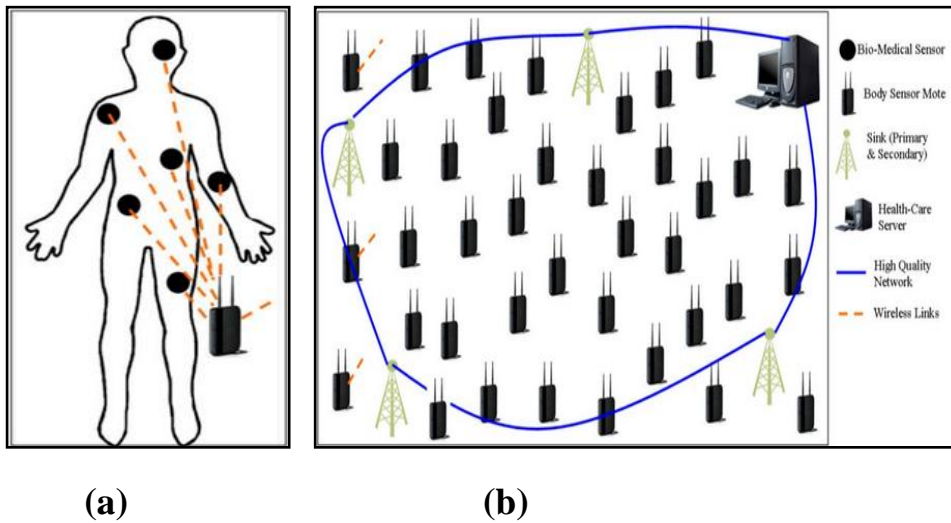 Bio-Medical Sensor
Body Sensor Mote
Sink (Primary
& Secondary)
Health-Care
Server
High Quality
Network
Wireless Links
(a)
(b)